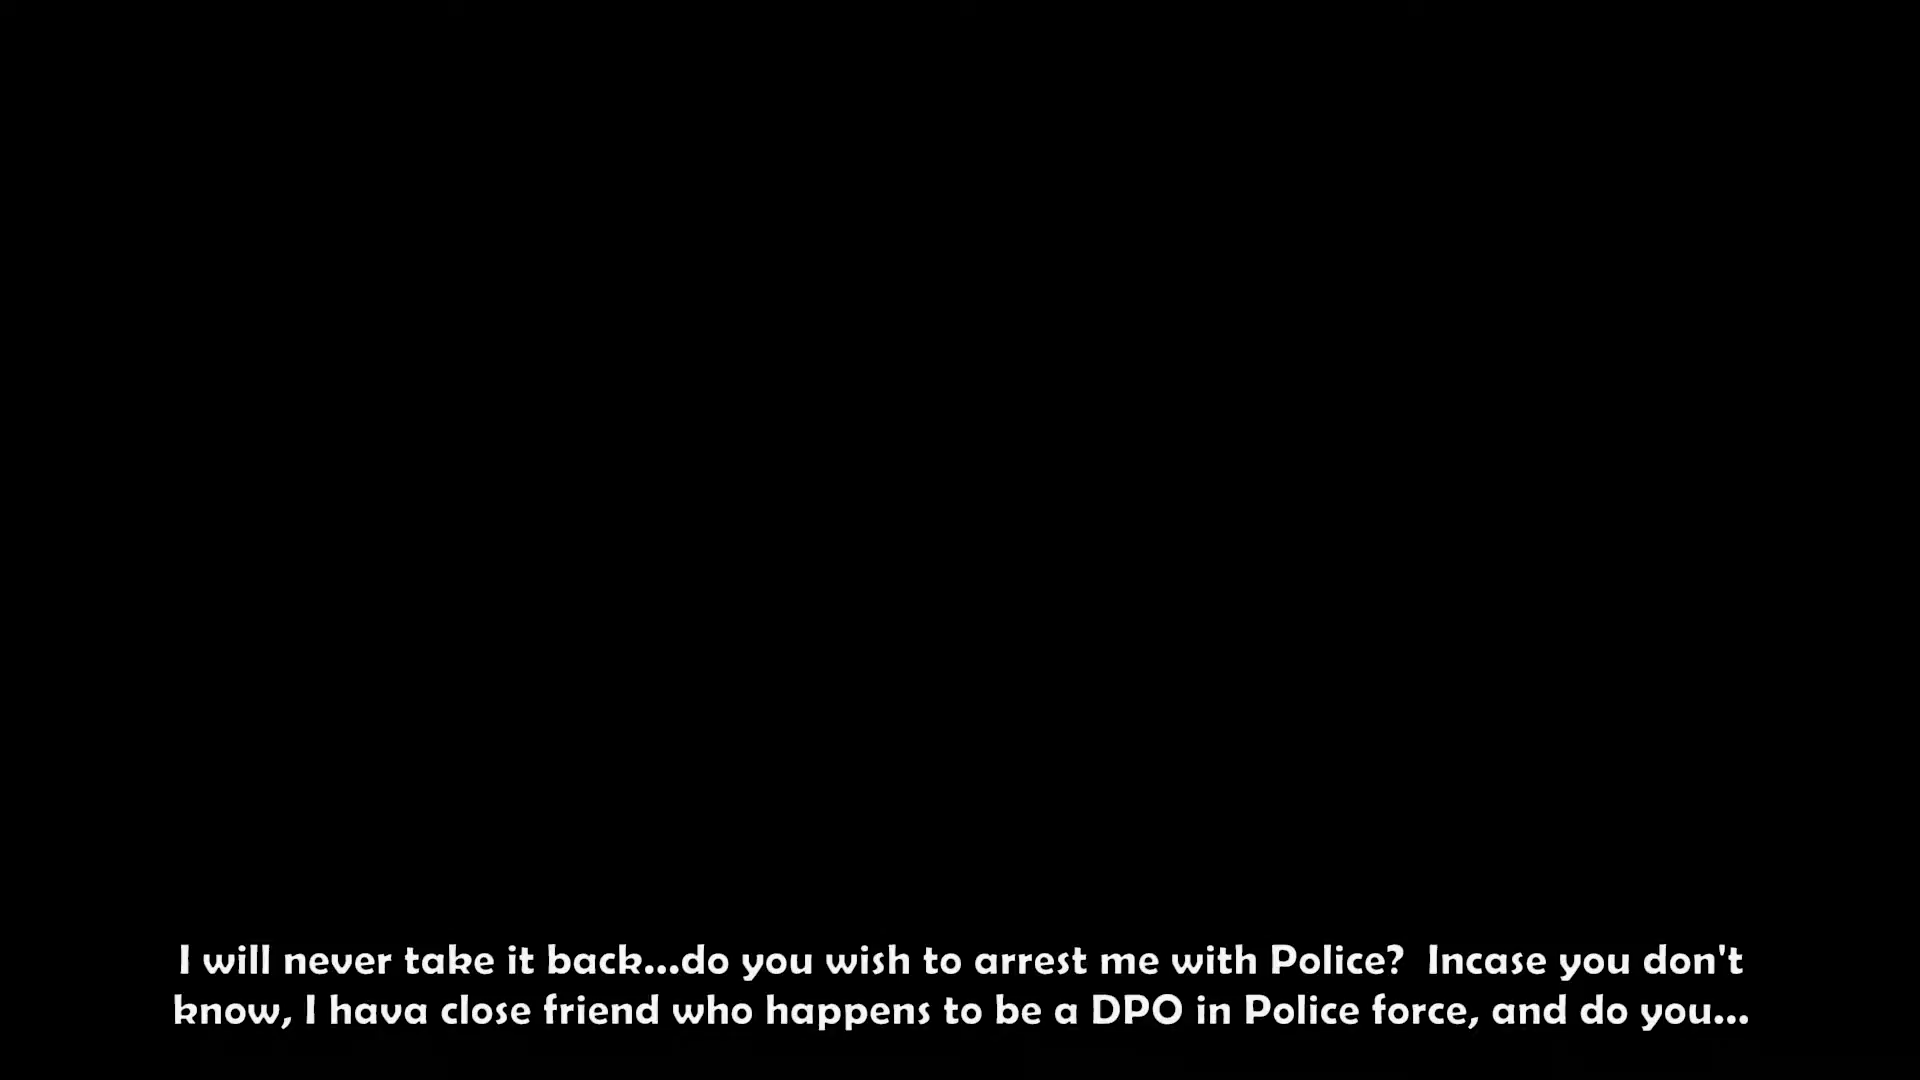 I will never take it back...do you wish to arrest me with Police?  Incase you don't
know, I hava close friend who happens to be a DPO in Police force, and do you...